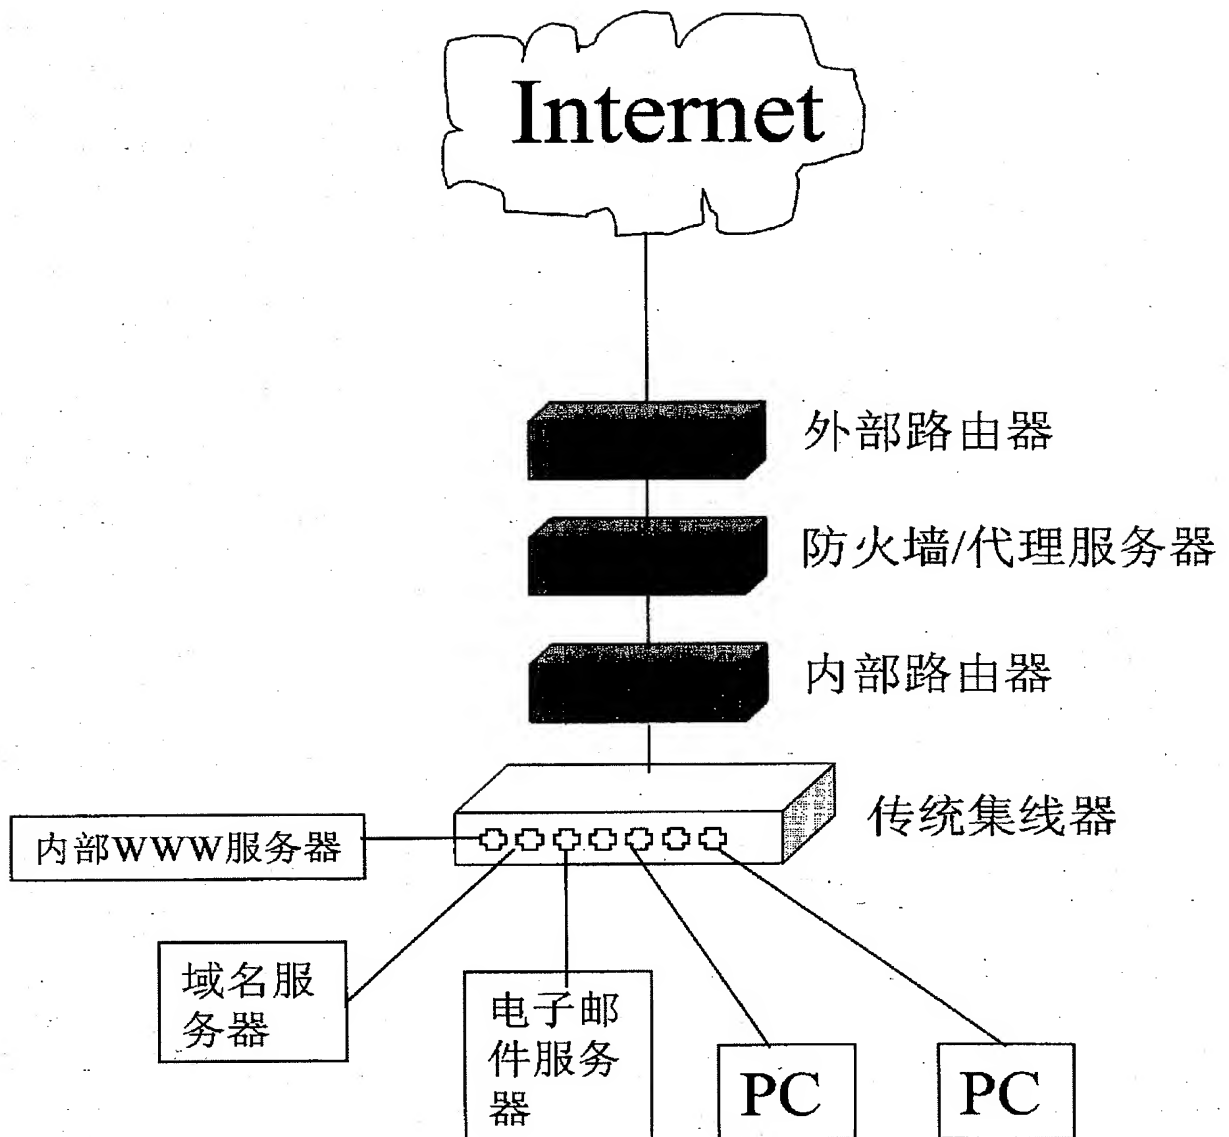 Internet
外部路由器
防火墙/代理服务器
内部路由器
传统集线器
内部WWW服务器
域名服
务器
电子邮
件服务
器
PC
PC